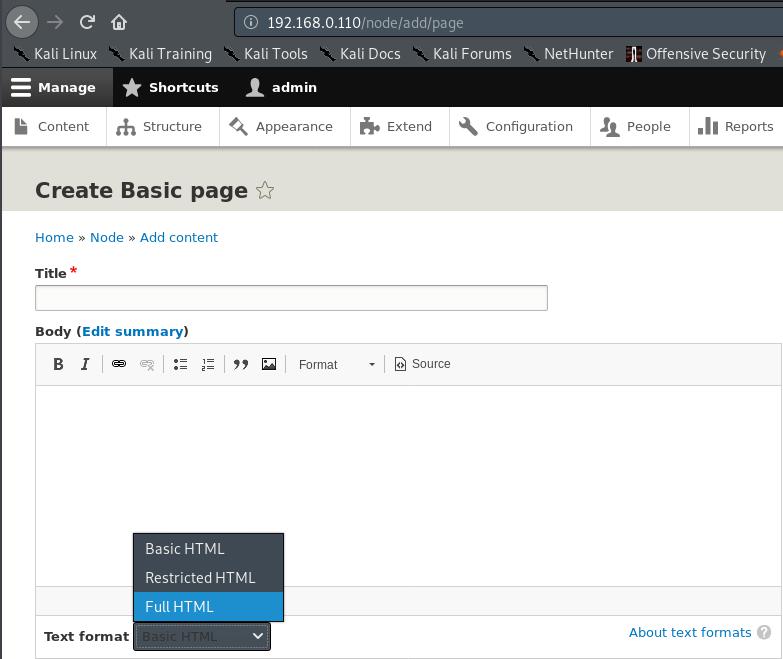 192.168.0.110/node/add/page
Kali Linux Kali Training Kali Tools Kali Docs Kali Forums NetHunter Offensive Security
Manage Shortcuts admin
Content Structure Appearance Extend Configuration People Reports
Create Basic page
Home » Node » Add content
Title *
Body (Edit summary)
B I Format Source
Basic HTML
Restricted HTML
Full HTML
Text format Basic HTML About text formats ?